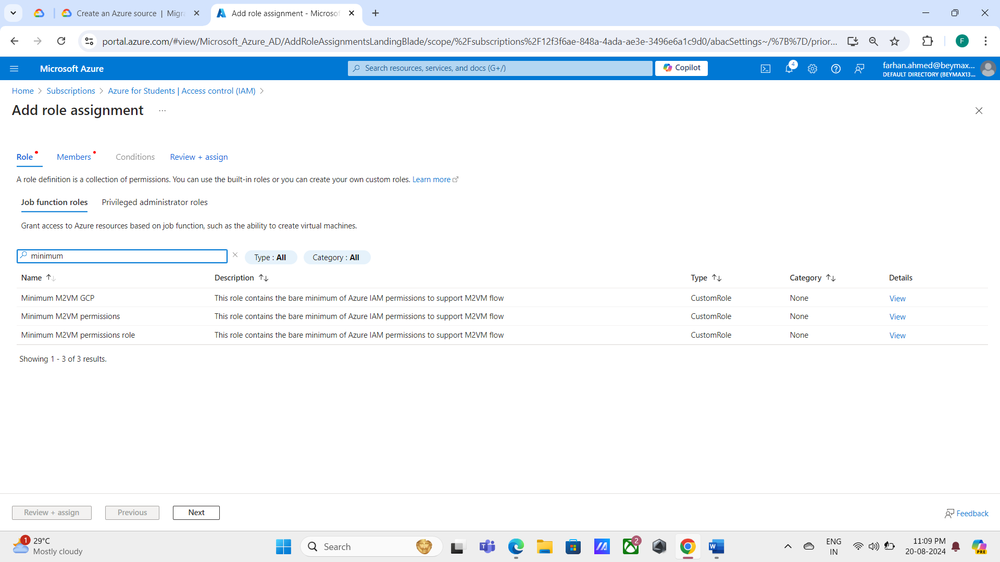 Create an Azure source | Migra
Add role assignment - Microsof
portal.azure.com/#view/Microsoft_Azure_AD/AddRoleAssignmentsLandingBlade/scope/%2Fsubscriptions%2F12f3f6ae-848a-4ada-ae3e-3496e6a1c9d0/abacSettings~/%7B%7D/prior...
F
Microsoft Azure
Search resources, services, and docs (G+/)
Copilot
4
farhan.ahmed@beymax...
DEFAULT DIRECTORY (BEYMAX13...
Home > Subscriptions > Azure for Students | Access control (IAM) >
Add role assignment ...
Role Members Conditions Review + assign
A role definition is a collection of permissions. You can use the built-in roles or you can create your own custom roles. Learn more
Job function roles Privileged administrator roles
Grant access to Azure resources based on job function, such as the ability to create virtual machines.
minimum
Type : All Category : All
Name Description Type Category Details
Minimum M2VM GCP This role contains the bare minimum of Azure IAM permissions to support M2VM flow CustomRole None View
Minimum M2VM permissions This role contains the bare minimum of Azure IAM permissions to support M2VM flow CustomRole None View
Minimum M2VM permissions role This role contains the bare minimum of Azure IAM permissions to support M2VM flow CustomRole None View
Showing 1 - 3 of 3 results.
Review + assign Previous Next
Feedback
1
29°C
Mostly cloudy
Search
2
ENG
IN
11:09 PM
20-08-2024
PRE